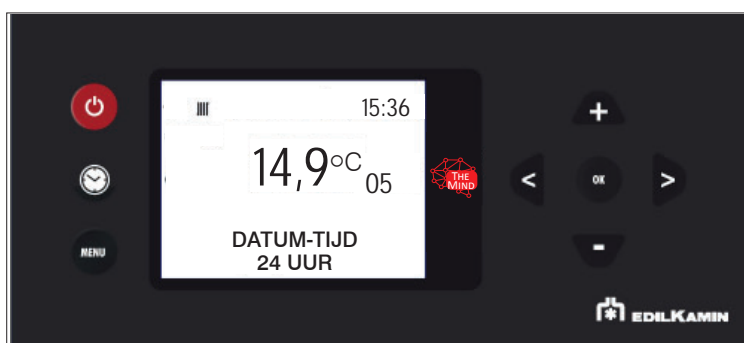 15:36
14,9°C
05
THE
MIND
DATUM-TIJD
24 UUR
MENU
+
<
OK
>
-
EDILKAMIN